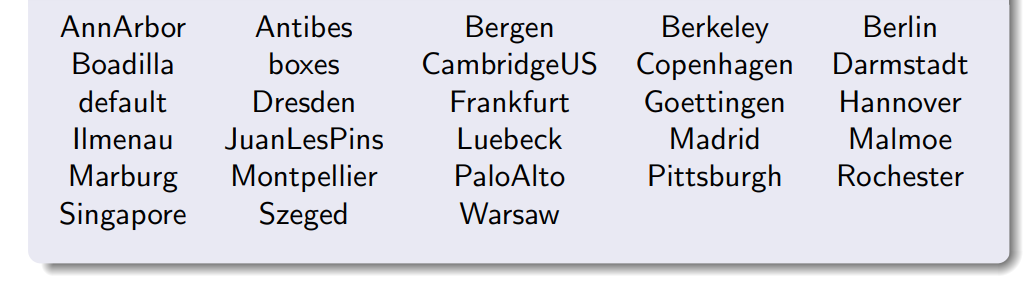 AnnArbor Antibes Bergen Berkeley Berlin
Boadilla boxes CambridgeUS Copenhagen Darmstadt
default Dresden Frankfurt Goettingen Hannover
Ilmenau JuanLesPins Luebeck Madrid Malmoe
Marburg Montpellier PaloAlto Pittsburgh Rochester
Singapore Szeged Warsaw